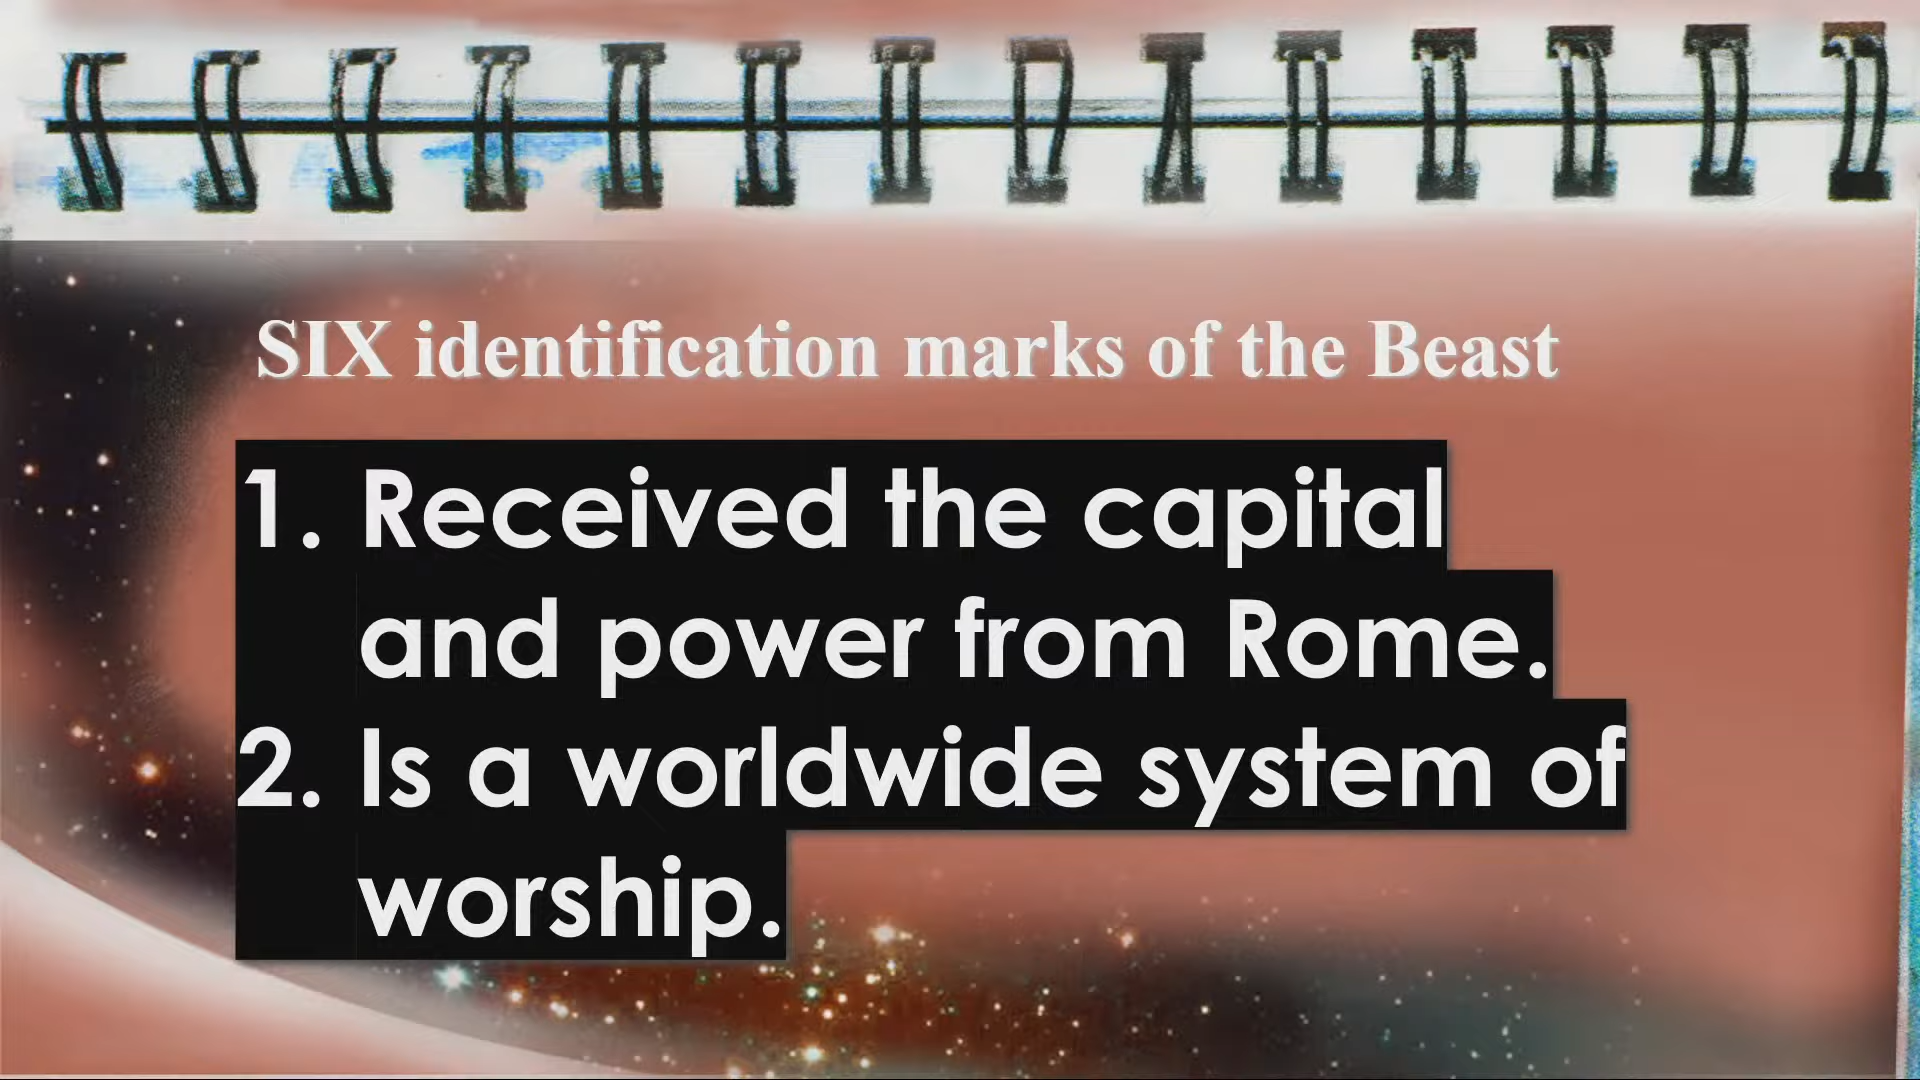 SIX identification marks of the Beast
1. Received the capital
and power from Rome.
2. Is a worldwide system of
worship.